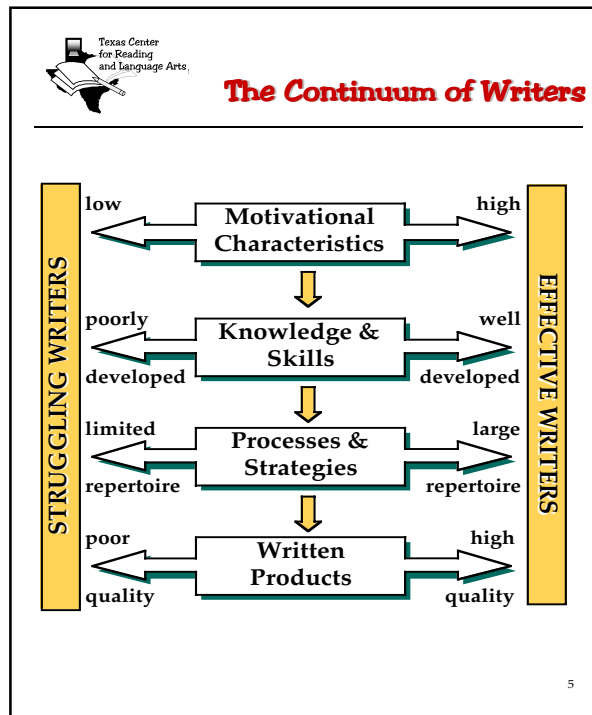 Texas Center
for Reading
and Language Arts
The Continuum of Writers
STRUGGLING WRITERS
EFFECTIVE WRITERS
low
Motivational
Characteristics
high
poorly
developed
Knowledge &
Skills
well
developed
limited
repertoire
Processes &
Strategies
large
repertoire
poor
quality
Written
Products
high
quality
5